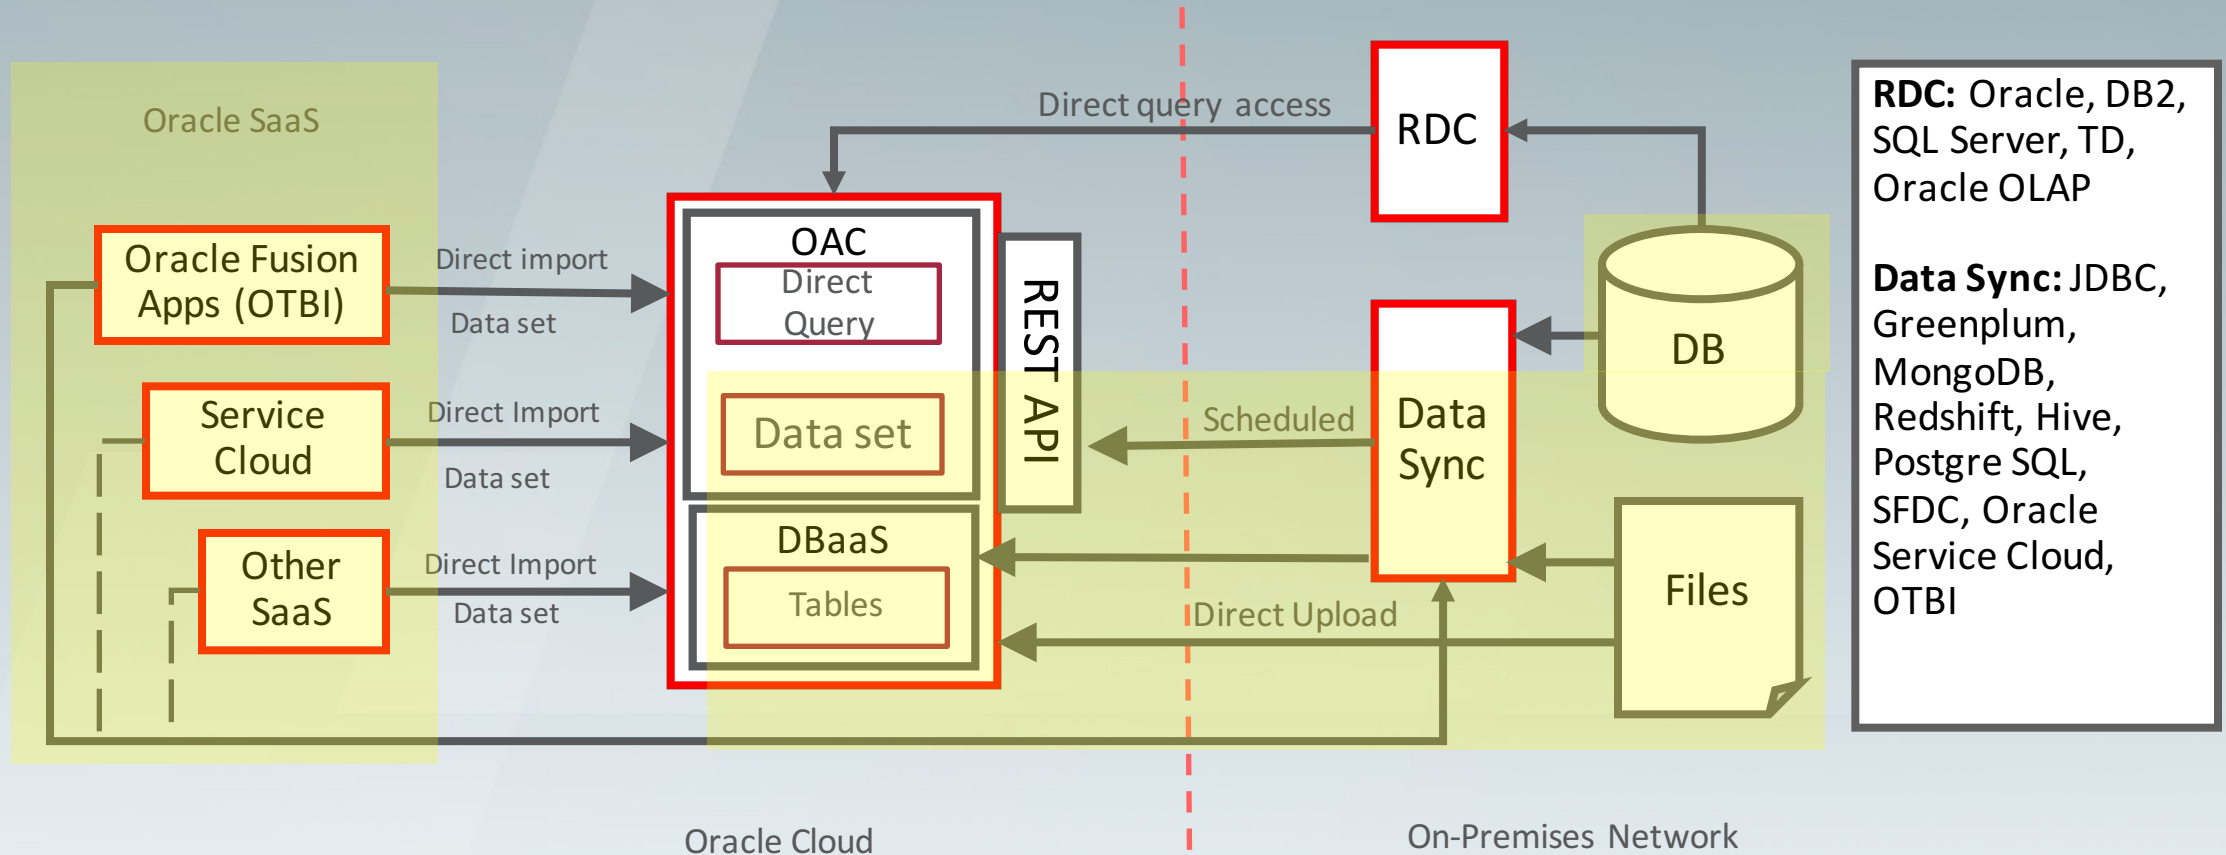 Oracle SaaS
Oracle Fusion
Apps (OTBI)
Service
Cloud
Other
SaaS
Direct import
Data set
Direct Import
Data set
Direct Import
Data set
OAC
Direct
Query
Data set
DBaaS
Tables
REST API
Direct query access
Scheduled
Direct Upload
RDC
Data
Sync
DB
Files
RDC: Oracle, DB2,
SQL Server, TD,
Oracle OLAP
Data Sync: JDBC,
Greenplum,
MongoDB,
Redshift, Hive,
Postgre SQL,
SFDC, Oracle
Service Cloud,
OTBI
Oracle Cloud
On-Premises Network